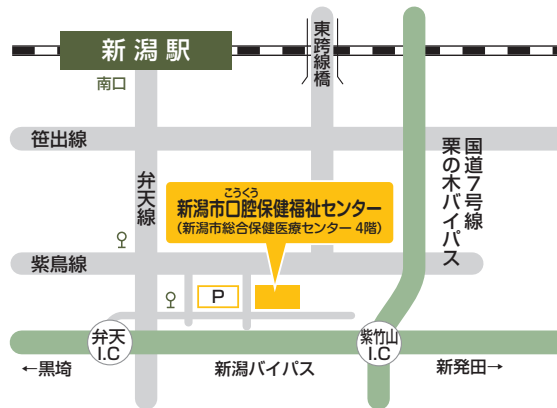 新潟駅
南口
東跨線橋
笹出線
弁天線
国道7号線
栗の木バイパス
こうくう
新潟市口腔保健福祉センター
（新潟市総合保健医療センター 4階）
紫鳥線
P
弁天
I.C
紫竹山
I.C
←黒埼
新潟バイパス
新発田→